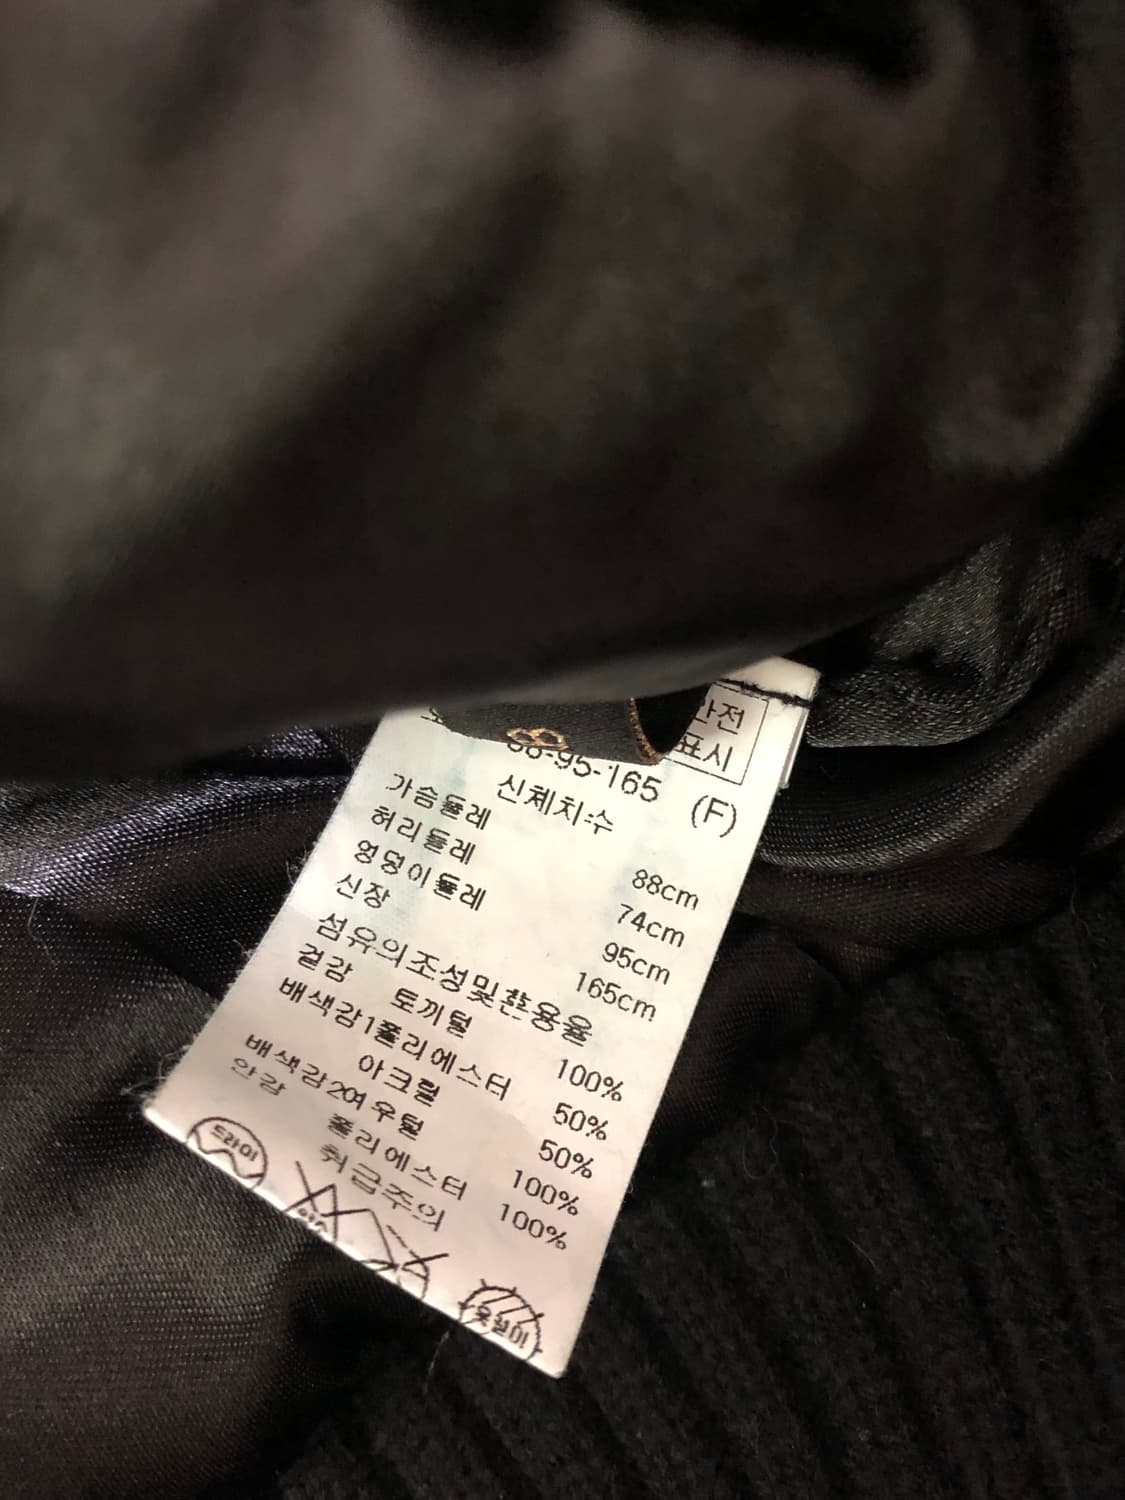 안전
표시
88-95-165 (F)
신체치수
가슴둘레 88cm
허리둘레 74cm
엉덩이둘레 95cm
신장 165cm
섬유의조성및혼용율
겉감 토끼털 100%
배색감1폴리에스터 50%
아크릴 50%
배색감2여우털 100%
안감 폴리에스터 100%
취급주의
드라이
옷걸이